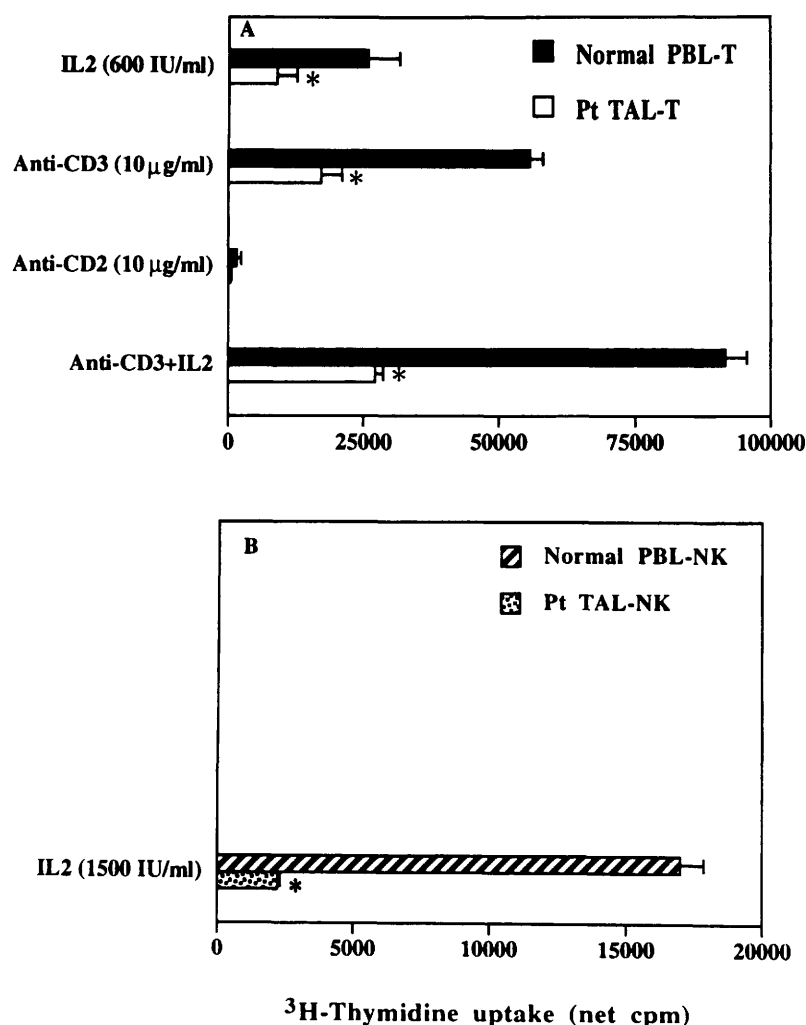 A
Normal PBL-T
Pt TAL-T
IL2 (600 IU/ml)
*
Anti-CD3 (10 µg/ml)
*
Anti-CD2 (10 µg/ml)
Anti-CD3+IL2
*
0 25000 50000 75000 100000
B
Normal PBL-NK
Pt TAL-NK
IL2 (1500 IU/ml)
*
0 5000 10000 15000 20000
³H-Thymidine uptake (net cpm)